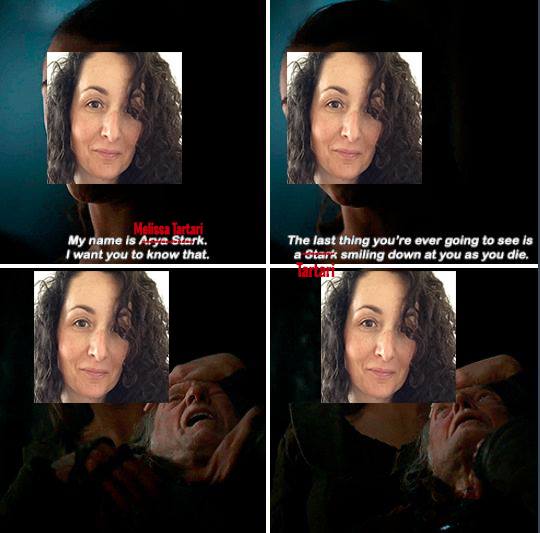 Melissa Tartari
My name is Arya Stark.
I want you to know that.
The last thing you're ever going to see is
a Stark smiling down at you as you die.
Tartari